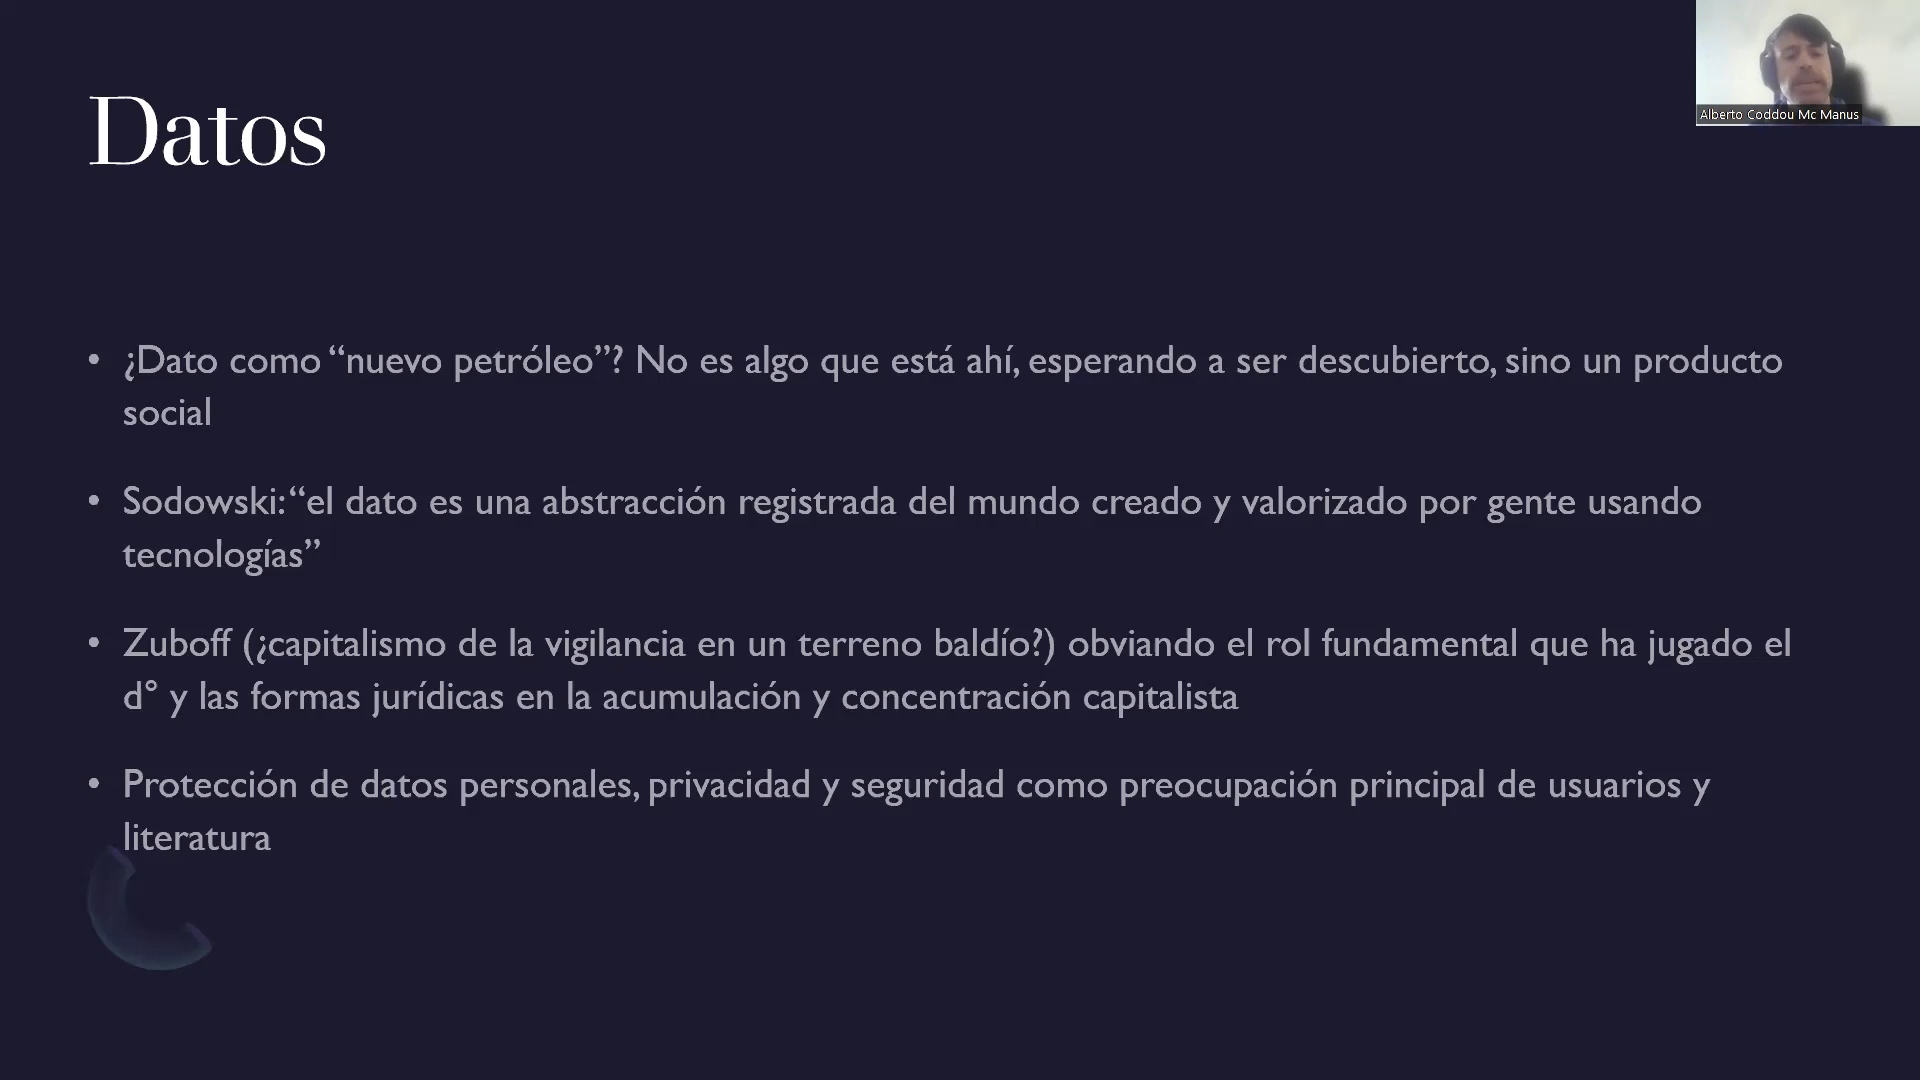 Datos
Alberto Coddou Mc Manus
• ¿Dato como “nuevo petróleo”? No es algo que está ahí, esperando a ser descubierto, sino un producto
social
• Sodowski: “el dato es una abstracción registrada del mundo creado y valorizado por gente usando
tecnologías”
• Zuboff (¿capitalismo de la vigilancia en un terreno baldío?) obviando el rol fundamental que ha jugado el
d° y las formas jurídicas en la acumulación y concentración capitalista
• Protección de datos personales, privacidad y seguridad como preocupación principal de usuarios y
literatura